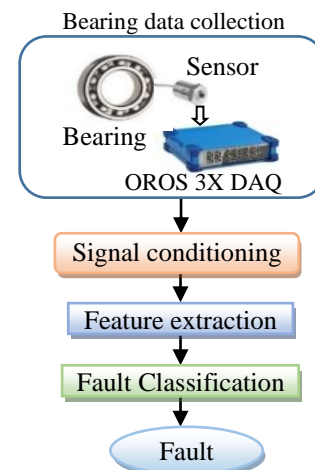 Bearing data collection
Sensor
Bearing
OROS 3X DAQ
Signal conditioning
Feature extraction
Fault Classification
Fault